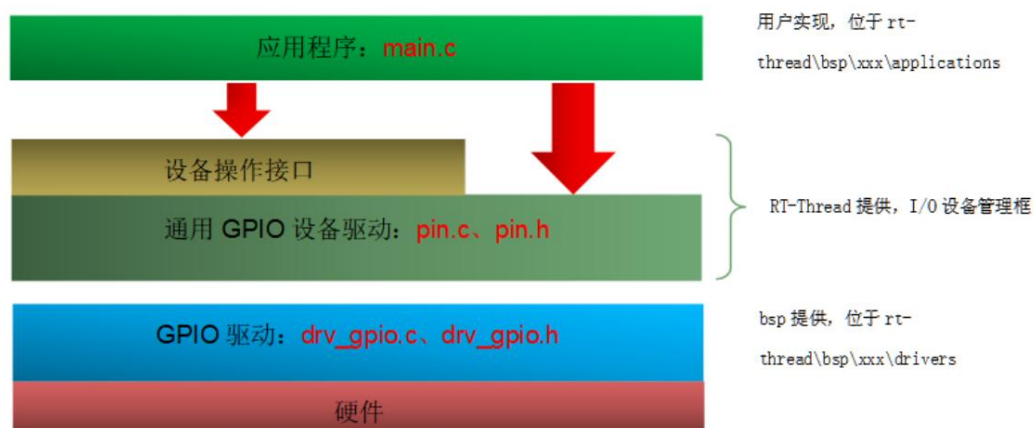 应用程序：main.c
用户实现，位于 rt-
thread\bsp\xxx\applications
设备操作接口
通用 GPIO 设备驱动：pin.c、pin.h
RT-Thread 提供，I/O 设备管理框
GPIO 驱动：drv_gpio.c、drv_gpio.h
bsp 提供，位于 rt-
thread\bsp\xxx\drivers
硬件